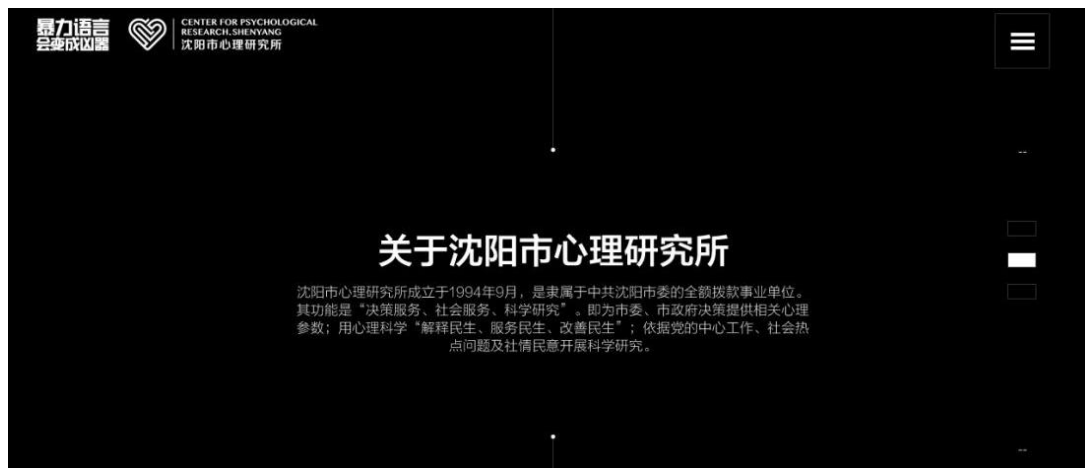 暴力语言
会变成凶器
CENTER FOR PSYCHOLOGICAL
RESEARCH, SHENYANG
沈阳市心理研究所
--
关于沈阳市心理研究所
沈阳市心理研究所成立于1994年9月，是隶属于中共沈阳市委的全额拨款事业单位。
其功能是“决策服务、社会服务、科学研究”。即为市委、市政府决策提供相关心理
参数；用心理科学“解释民生、服务民生、改善民生”；依据党的中心工作、社会热
点问题及社情民意开展科学研究。
--